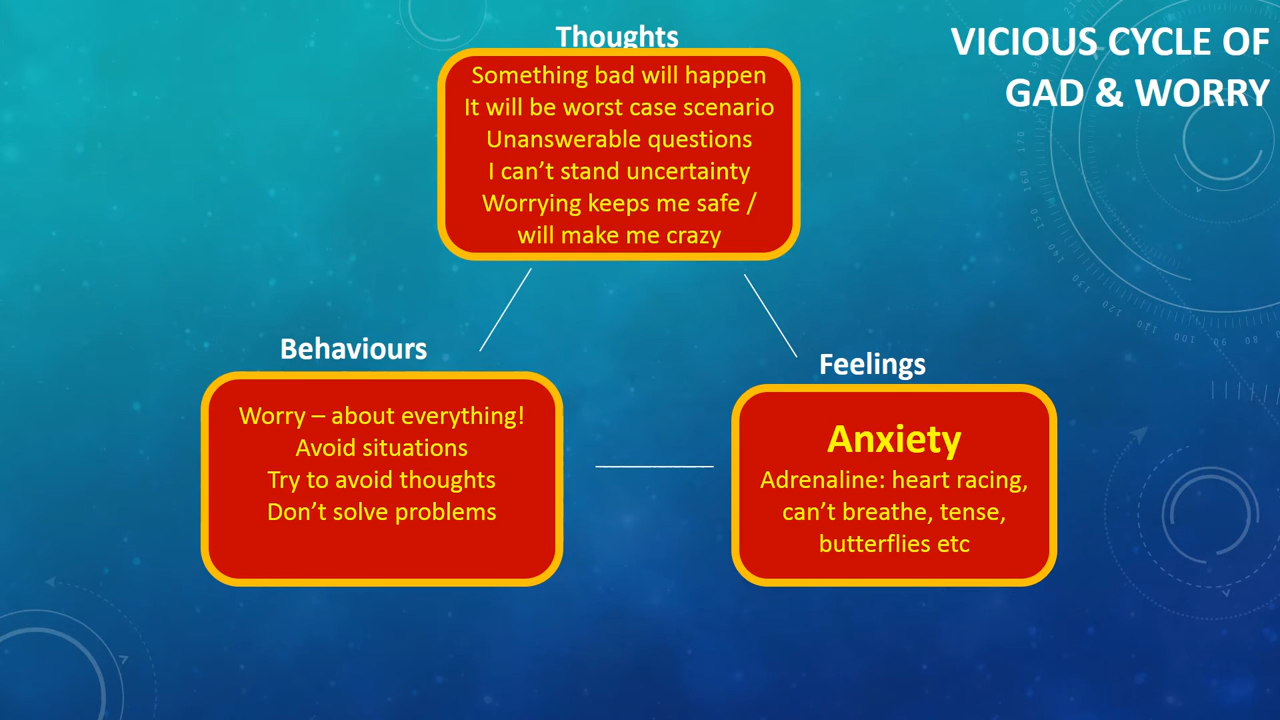 VICIOUS CYCLE OF
GAD & WORRY
Thoughts
Something bad will happen
It will be worst case scenario
Unanswerable questions
I can’t stand uncertainty
Worrying keeps me safe /
will make me crazy
Behaviours
Worry – about everything!
Avoid situations
Try to avoid thoughts
Don’t solve problems
Feelings
Anxiety
Adrenaline: heart racing,
can’t breathe, tense,
butterflies etc